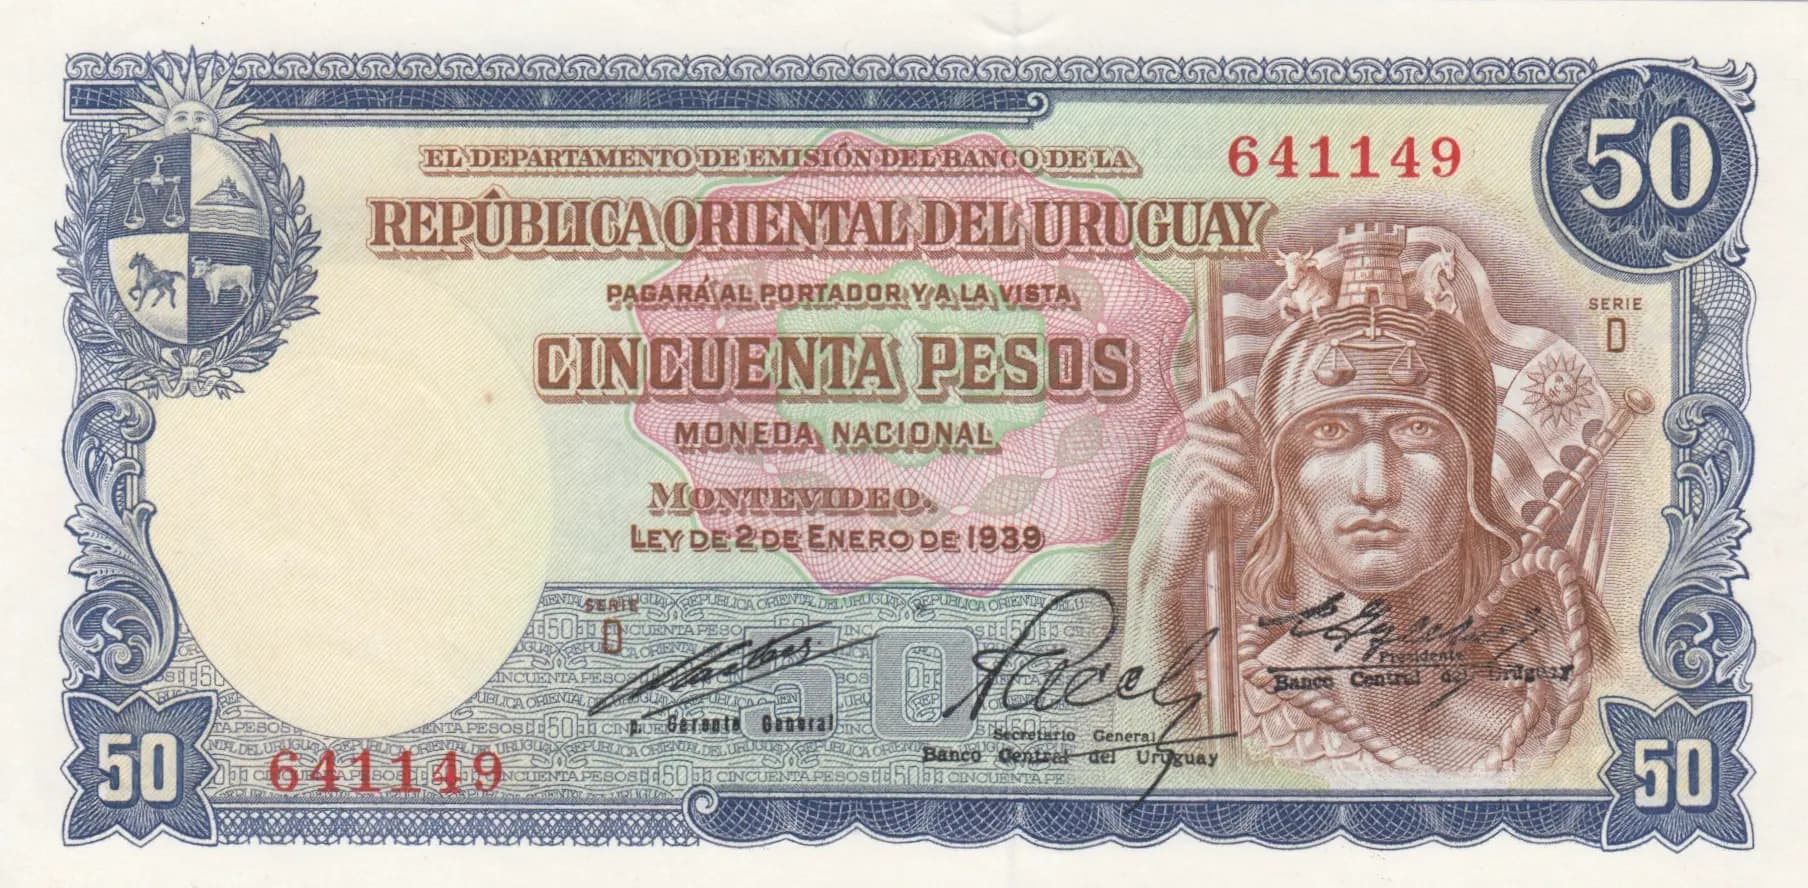 EL DEPARTAMENTO DE EMISIÓN DEL BANCO DE LA
641149
50
REPÚBLICA ORIENTAL DEL URUGUAY
PAGARÁ AL PORTADOR Y A LA VISTA
SERIE
D
CINCUENTA PESOS
MONEDA NACIONAL
MONTEVIDEO.
LEY DE 2 DE ENERO DE 1939
SERIE
D
50
p. Gerente General
Secretario General
Banco Central del Uruguay
Presidente
Banco Central del Uruguay
50
641149
50